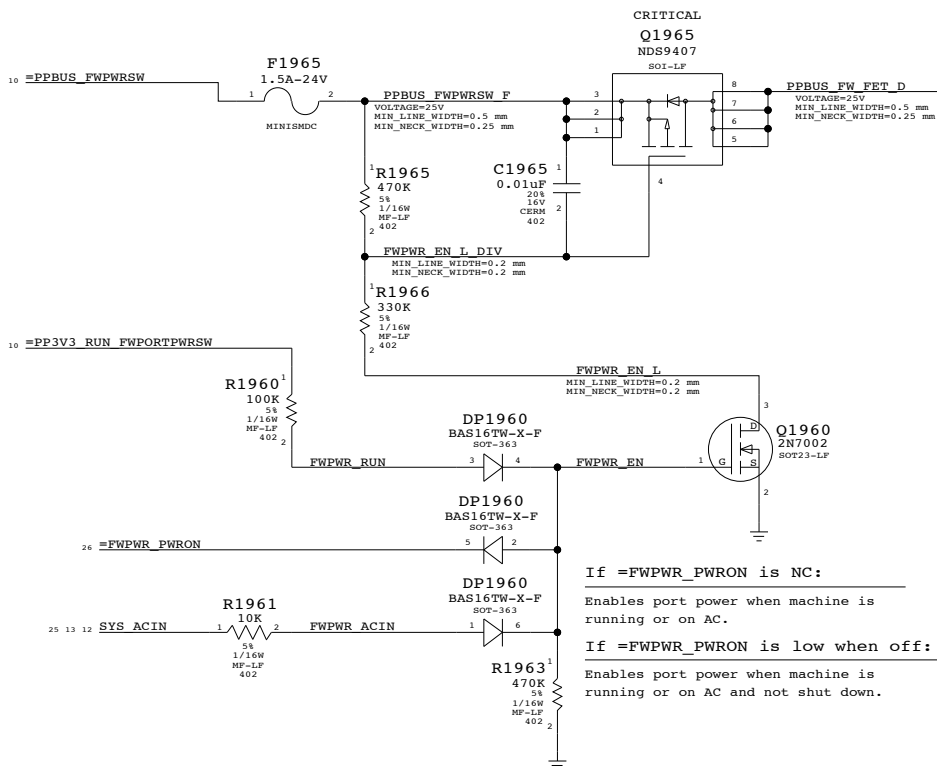 CRITICAL
Q1965
NDS9407
SOI-LF
F1965
1.5A-24V
MINISMDC
10 =PPBUS_FWPWRSW
1
2
PPBUS_FWPWRSW_F
VOLTAGE=25V
MIN_LINE_WIDTH=0.5 mm
MIN_NECK_WIDTH=0.25 mm
3
2
1
8
7
6
5
4
PPBUS_FW_FET_D
VOLTAGE=25V
MIN_LINE_WIDTH=0.5 mm
MIN_NECK_WIDTH=0.25 mm
1
R1965
470K
5%
1/16W
MF-LF
402
2
1
C1965
0.01uF
20%
16V
CERM
402
2
FWPWR_EN_L_DIV
MIN_LINE_WIDTH=0.2 mm
MIN_NECK_WIDTH=0.2 mm
1
R1966
330K
5%
1/16W
MF-LF
402
2
10 =PP3V3_RUN_FWPORTPWRSW
FWPWR_EN_L
MIN_LINE_WIDTH=0.2 mm
MIN_NECK_WIDTH=0.2 mm
1
R1960
100K
5%
1/16W
MF-LF
402
2
3
D
Q1960
2N7002
SOT23-LF
1
G
S
2
DP1960
BAS16TW-X-F
SOT-363
FWPWR_RUN
3
4
FWPWR_EN
DP1960
BAS16TW-X-F
SOT-363
26 =FWPWR_PWRON
5
2
DP1960
BAS16TW-X-F
SOT-363
25 13 12 SYS_ACIN
R1961
1
2
10K
5%
1/16W
MF-LF
402
FWPWR_ACIN
1
6
R1963
1
470K
5%
1/16W
MF-LF
402
2
If =FWPWR_PWRON is NC:
Enables port power when machine is
running or on AC.
If =FWPWR_PWRON is low when off:
Enables port power when machine is
running or on AC and not shut down.